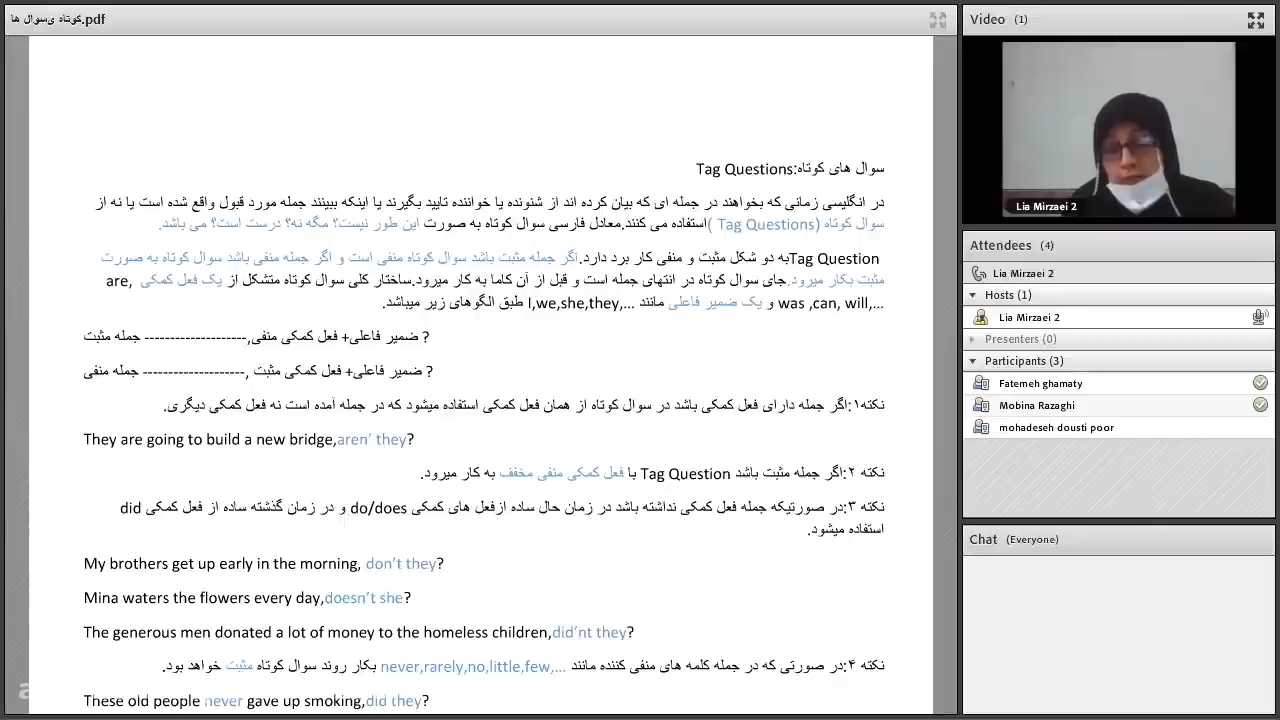 کوتاه یسوال ها.pdf
سوال های کوتاه:Tag Questions
در انگلیسی زمانی که بخواهند در جمله ای که بیان کرده اند از شنونده یا خواننده تایید بگیرند یا اینکه ببینند جمله مورد قبول واقع شده است یا نه از
سوال کوتاه (Tag Questions )استفاده می کنند.معادل فارسی سوال کوتاه به صورت این طور نیست؟ مگه نه؟ درست است؟ می باشد.
Tag Questionبه دو شکل مثبت و منفی کار برد دارد.اگر جمله مثبت باشد سوال کوتاه منفی است و اگر جمله منفی باشد سوال کوتاه به صورت
مثبت بکار میرود.جای سوال کوتاه در انتهای جمله است و قبل از آن کاما به کار میرود.ساختار کلی سوال کوتاه متشکل از یک فعل کمکی are,
was ,can, will,... و یک ضمیر فاعلی مانند I,we,she,they,... طبق الگوهای زیر میباشد.
جمله مثبت --------------------,ضمیر فاعلی+ فعل کمکی منفی ?
جمله منفی --------------------, ضمیر فاعلی+ فعل کمکی مثبت ?
نکته۱:اگر جمله دارای فعل کمکی باشد در سوال کوتاه از همان فعل کمکی استفاده میشود که در جمله آمده است نه فعل کمکی دیگری.
They are going to build a new bridge,aren' they?
نکته ۲:اگر جمله مثبت باشد Tag Question با فعل کمکی منفی مخفف به کار میرود.
نکته ۳:در صورتیکه جمله فعل کمکی نداشته باشد در زمان حال ساده ازفعل های کمکی do/does و در زمان گذشته ساده از فعل کمکی did
استفاده میشود.
My brothers get up early in the morning, don't they?
Mina waters the flowers every day,doesn't she?
The generous men donated a lot of money to the homeless children,did'nt they?
نکته ۴:در صورتی که در جمله کلمه های منفی کننده مانند never,rarely,no,little,few,... بکار روند سوال کوتاه مثبت خواهد بود.
These old people never gave up smoking,did they?
Video (1)
Lia Mirzaei 2
Attendees (4)
Lia Mirzaei 2
Hosts (1)
Lia Mirzaei 2
Presenters (0)
Participants (3)
Fatemeh ghamaty
Mobina Razaghi
mohadeseh dousti poor
Chat (Everyone)